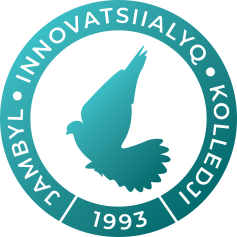 JAMBYL • INNOVATSIIALYQ • KOLLEDJI
1993